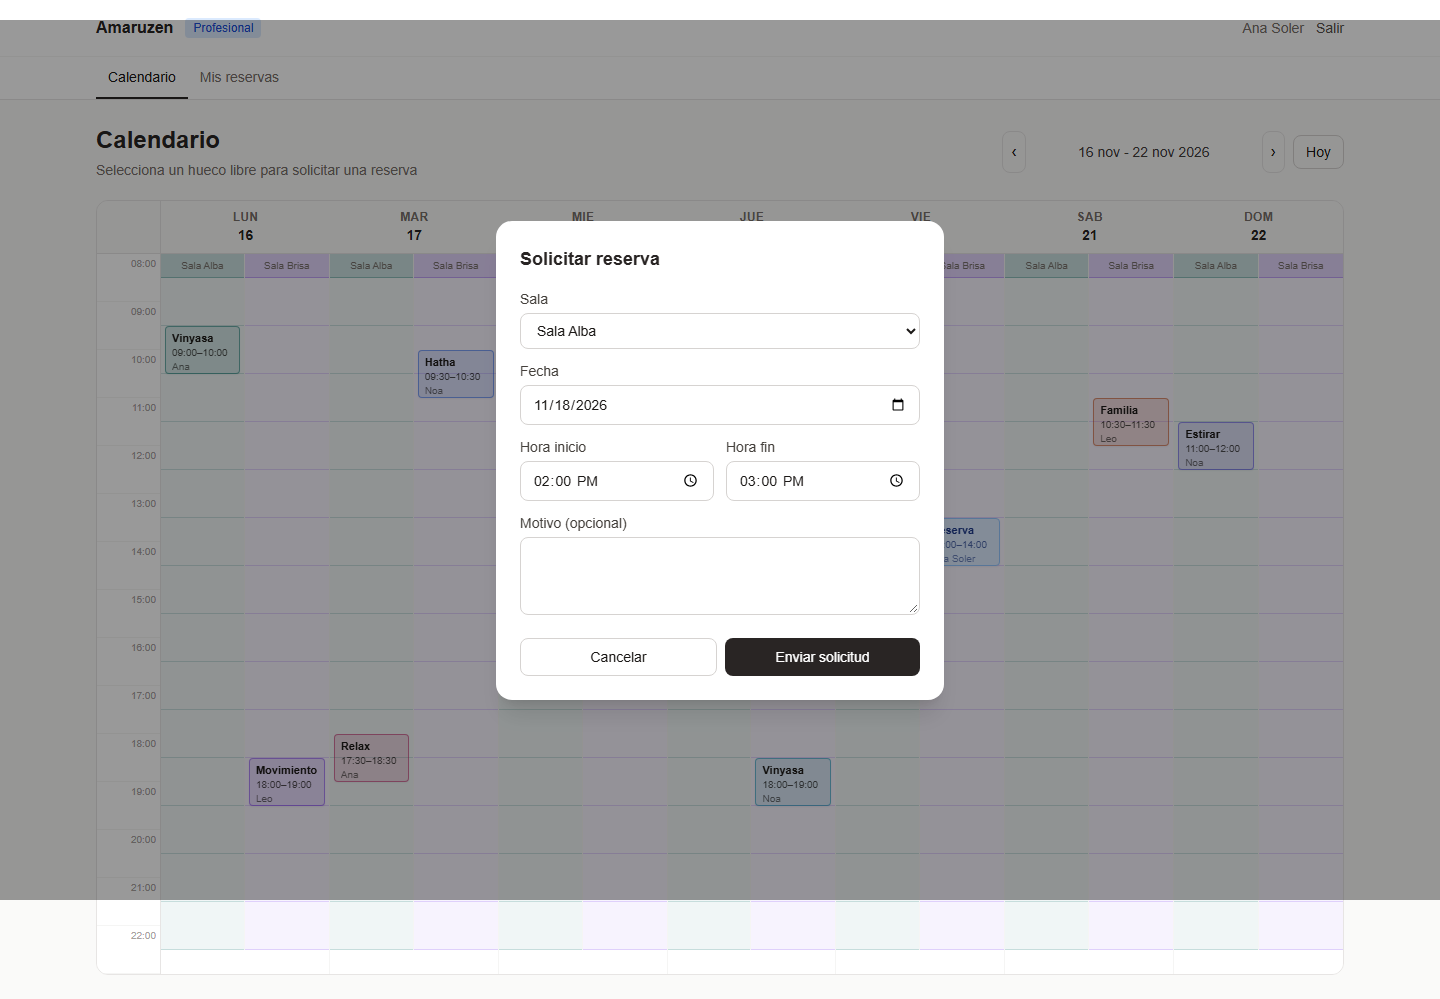 Amaruzen Profesional Ana Soler Salir
Calendario Mis reservas
Calendario
Selecciona un hueco libre para solicitar una reserva
‹ 16 nov - 22 nov 2026 › Hoy
LUN MAR MIE JUE VIE SAB DOM
16 17 21 22
08:00 Sala Alba Sala Brisa Sala Alba Sala Brisa Sala Brisa Sala Alba Sala Brisa Sala Alba Sala Brisa
09:00
10:00
11:00
12:00
13:00
14:00
15:00
16:00
17:00
18:00
19:00
20:00
21:00
22:00
Vinyasa
09:00–10:00
Ana
Movimiento
18:00–19:00
Leo
Relax
17:30–18:30
Ana
Hatha
09:30–10:30
Noa
Vinyasa
18:00–19:00
Noa
:00–14:00
Soler
Familia
10:30–11:30
Leo
Estirar
11:00–12:00
Noa
Solicitar reserva
Sala
Sala Alba
Fecha
11/18/2026
Hora inicio Hora fin
02:00 PM 03:00 PM
Motivo (opcional)
Cancelar Enviar solicitud